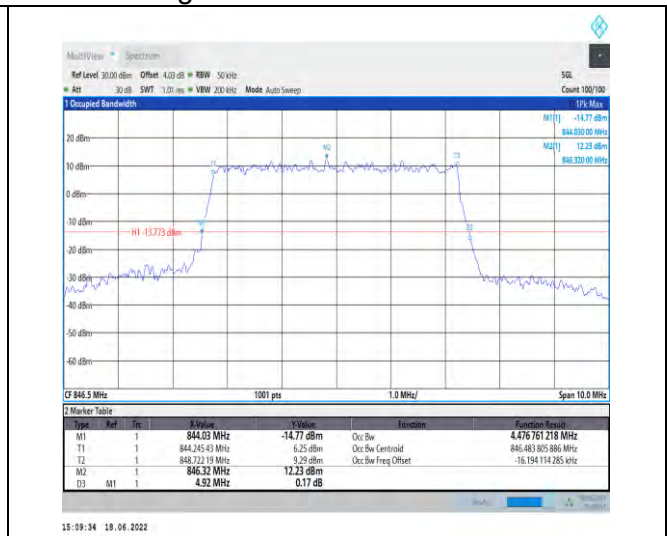 MultiView Spectrum
Ref Level 30.00 dBm Offset 4.03 dB RBW 50 kHz SGL
Att 30 dB SWT 1.01 ms VBW 200 kHz Mode Auto Sweep Count 100/100
1 Occupied Bandwidth 1Pk Max
M1[1] -14.77 dBm
844.030 00 MHz
M2[1] 12.23 dBm
846.320 00 MHz
20 dBm
10 dBm
0 dBm
-10 dBm
-20 dBm
-30 dBm
-40 dBm
-50 dBm
-60 dBm
T1
M2
T2
M1
H1 -13.773 dBm
D3
CF 846.5 MHz 1001 pts 1.0 MHz/ Span 10.0 MHz
2 Marker Table
Type Ref Trc X-Value Y-Value Function Function Result
M1 1 844.03 MHz -14.77 dBm Occ Bw 4.476 761 218 MHz
T1 1 844.245 43 MHz 6.25 dBm Occ Bw Centroid 846.483 805 886 MHz
T2 1 848.722 19 MHz 9.29 dBm Occ Bw Freq Offset -16.194 114 285 kHz
M2 1 846.32 MHz 12.23 dBm
D3 M1 1 4.92 MHz 0.17 dB
15:09:34 18.06.2022